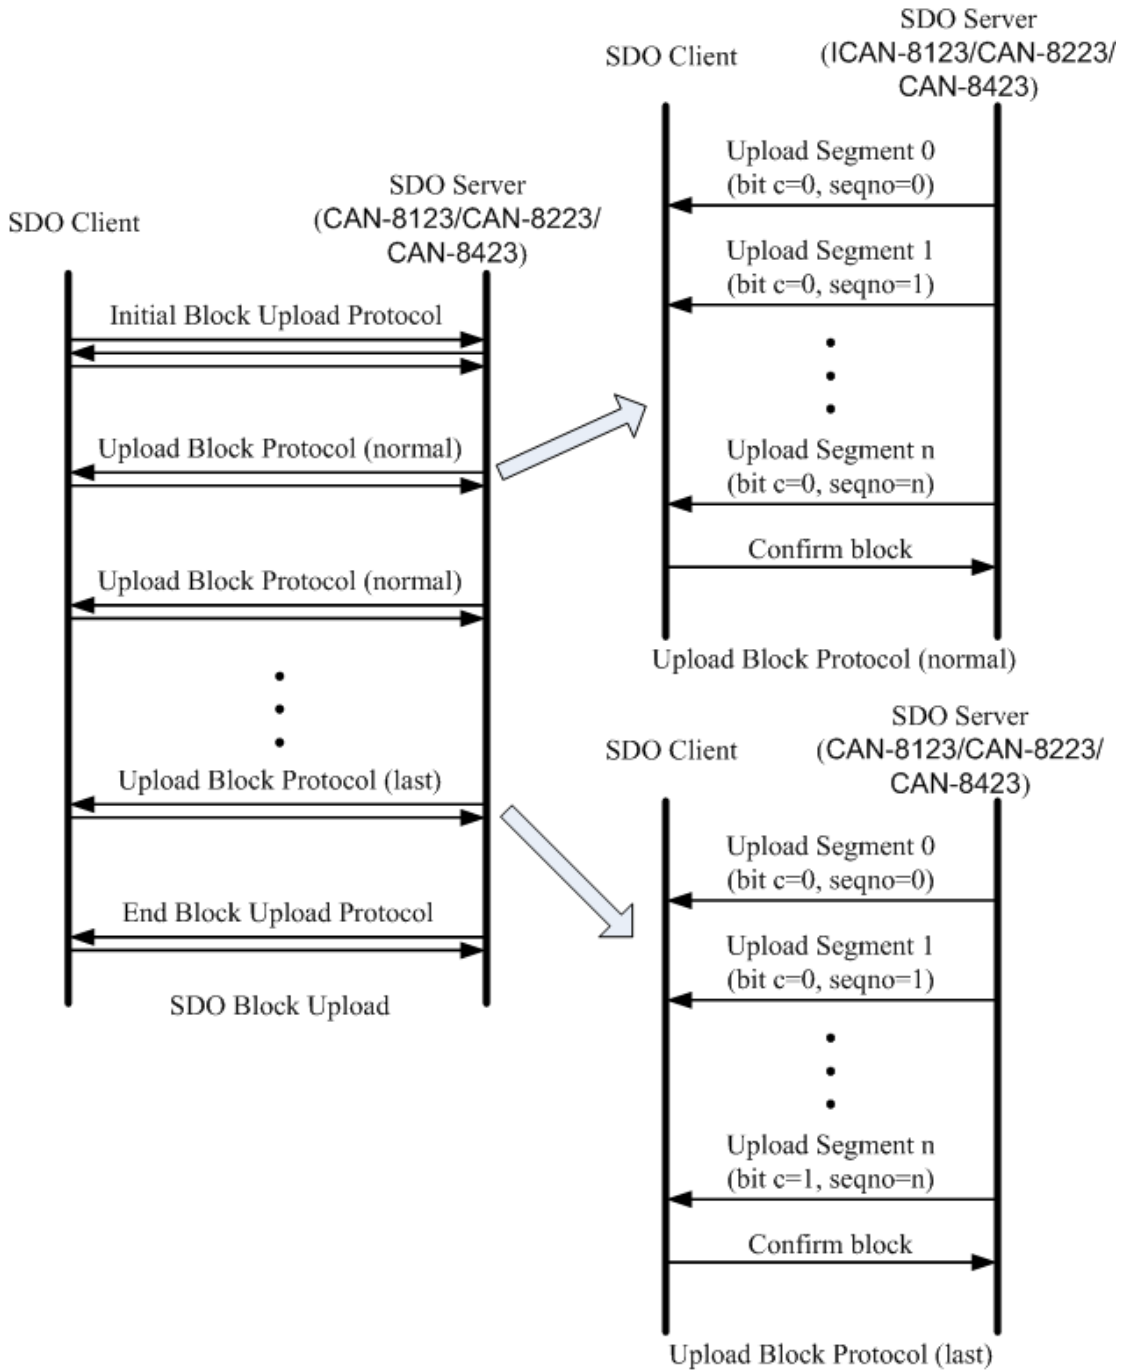 SDO Client
SDO Server
(CAN-8123/CAN-8223/
CAN-8423)
Initial Block Upload Protocol
Upload Block Protocol (normal)
Upload Block Protocol (normal)
Upload Block Protocol (last)
End Block Upload Protocol
SDO Block Upload
SDO Client
SDO Server
(ICAN-8123/CAN-8223/
CAN-8423)
Upload Segment 0
(bit c=0, seqno=0)
Upload Segment 1
(bit c=0, seqno=1)
Upload Segment n
(bit c=0, seqno=n)
Confirm block
Upload Block Protocol (normal)
SDO Client
SDO Server
(CAN-8123/CAN-8223/
CAN-8423)
Upload Segment 0
(bit c=0, seqno=0)
Upload Segment 1
(bit c=0, seqno=1)
Upload Segment n
(bit c=1, seqno=n)
Confirm block
Upload Block Protocol (last)